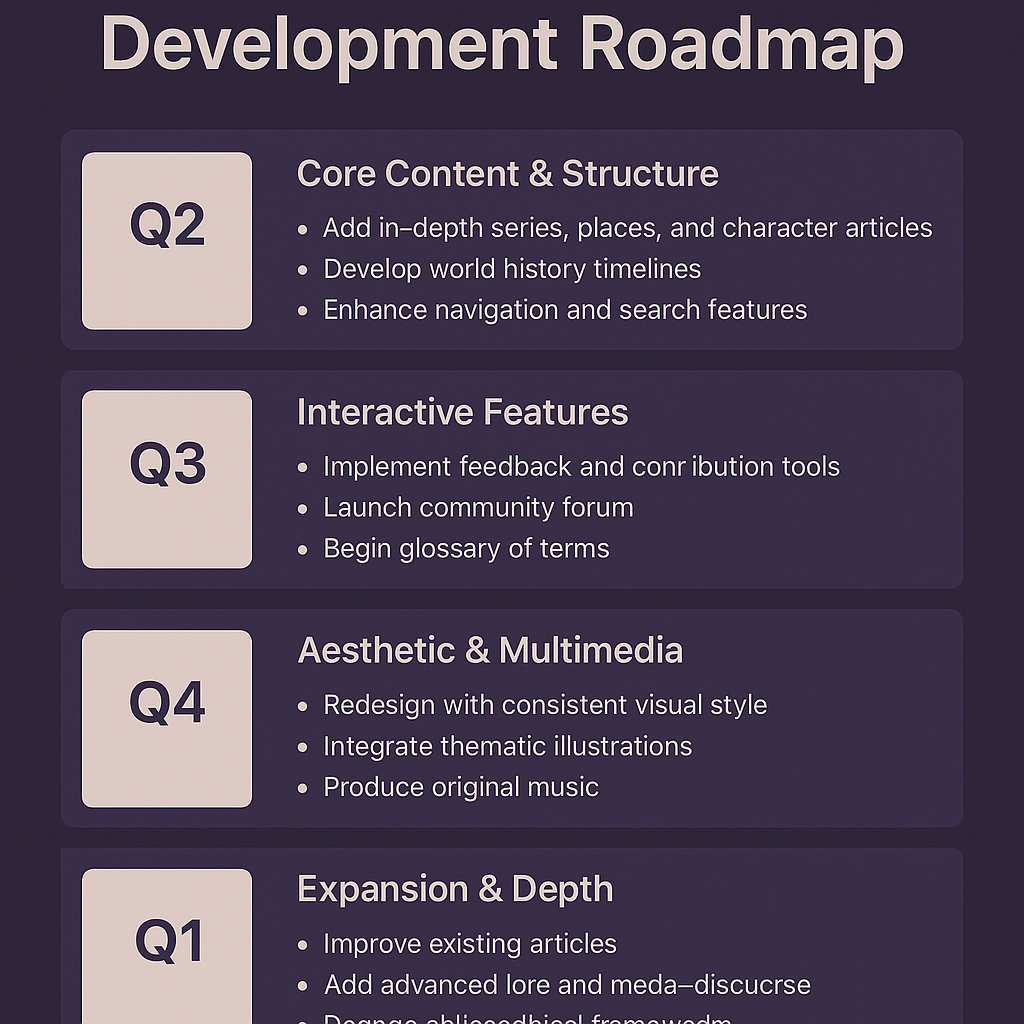 Development Roadmap
Q2
Core Content & Structure
• Add in–depth series, places, and character articles
• Develop world history timelines
• Enhance navigation and search features
Q3
Interactive Features
• Implement feedback and conr ibution tools
• Launch community forum
• Begin glossary of terms
Q4
Aesthetic & Multimedia
• Redesign with consistent visual style
• Integrate thematic illustrations
• Produce original music
Q1
Expansion & Depth
• Improve existing articles
• Add advanced lore and meda–discucrse